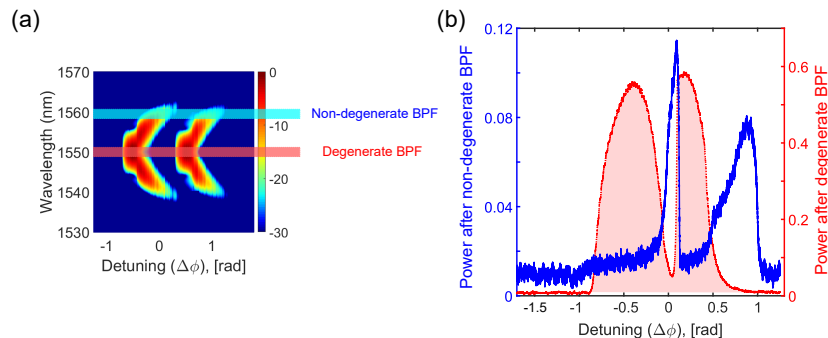 (a)
1570
1560
1550
1540
1530
Wavelength (nm)
-1
0
1
Detuning (Δϕ), [rad]
0
-10
-20
-30
Non-degenerate BPF
Degenerate BPF
(b)
0.12
0.08
0.04
0
Power after non-degenerate BPF
-1.5
-1
-0.5
0
0.5
1
Detuning (Δϕ), [rad]
0.6
0.4
0.2
0
Power after degenerate BPF